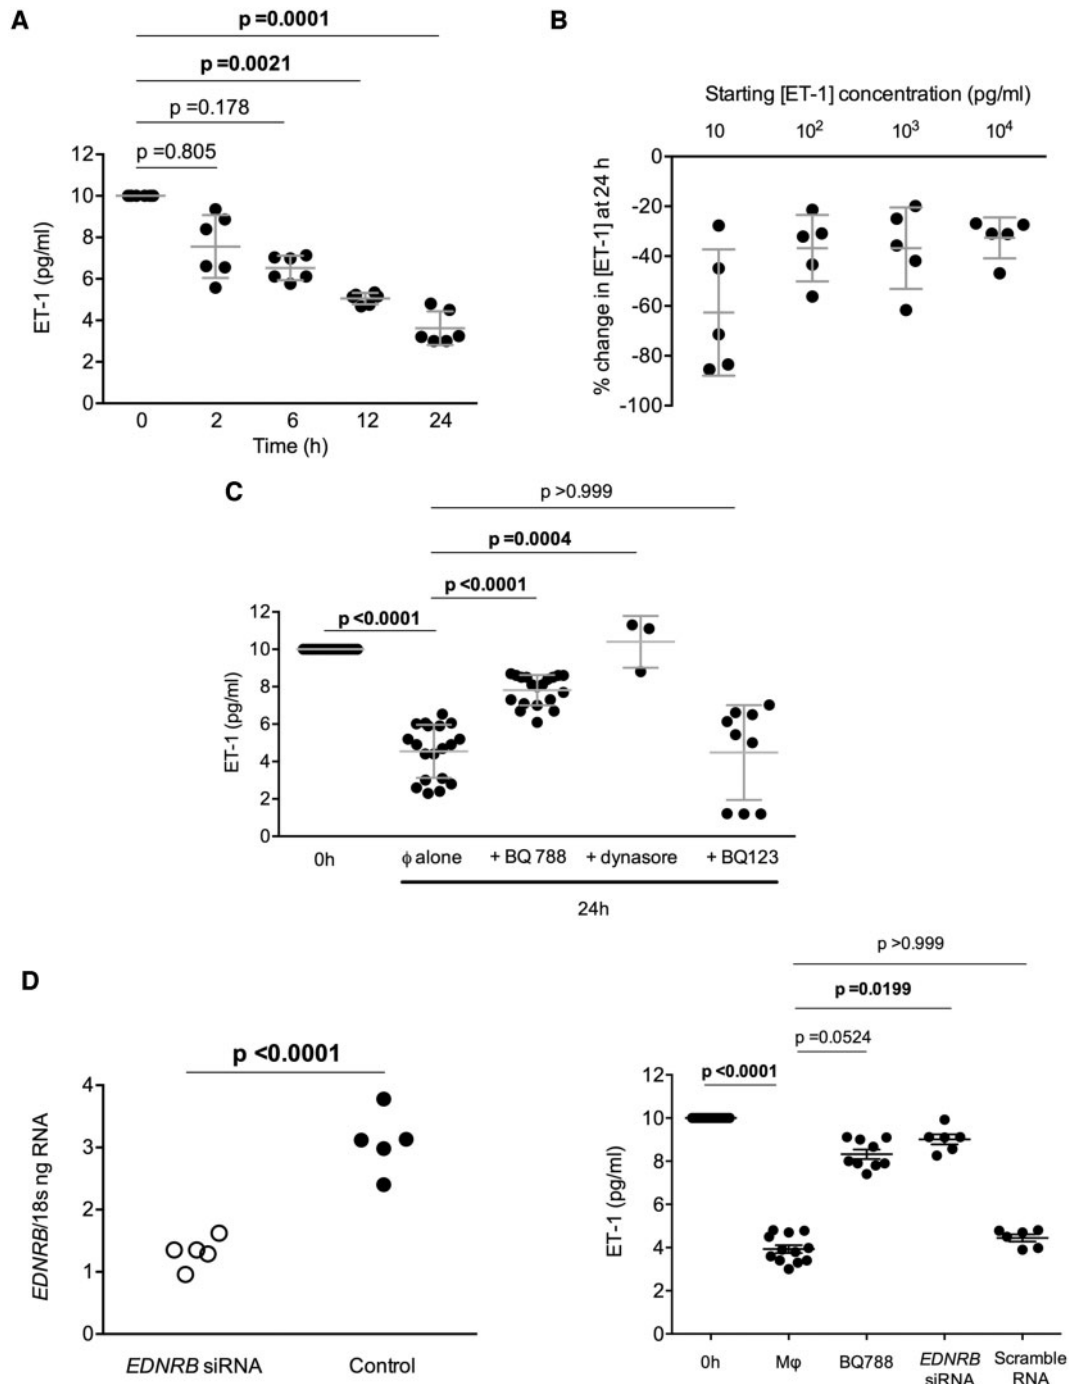 A
p =0.0001
p =0.0021
p =0.178
p =0.805
12
10
8
6
4
2
0
ET-1 (pg/ml)
0 2 6 12 24
Time (h)
B
Starting [ET-1] concentration (pg/ml)
10 10² 10³ 10⁴
0
-20
-40
-60
-80
-100
% change in [ET-1] at 24 h
C
p >0.999
p =0.0004
p <0.0001
p <0.0001
12
10
8
6
4
2
0
ET-1 (pg/ml)
0h ϕ alone + BQ 788 + dynasore + BQ123
24h
D
p <0.0001
4
3
2
1
0
EDNRB/18s ng RNA
EDNRB siRNA Control
p >0.999
p =0.0199
p =0.0524
p <0.0001
12
10
8
6
4
2
0
ET-1 (pg/ml)
0h Mφ BQ788 EDNRB siRNA Scramble RNA